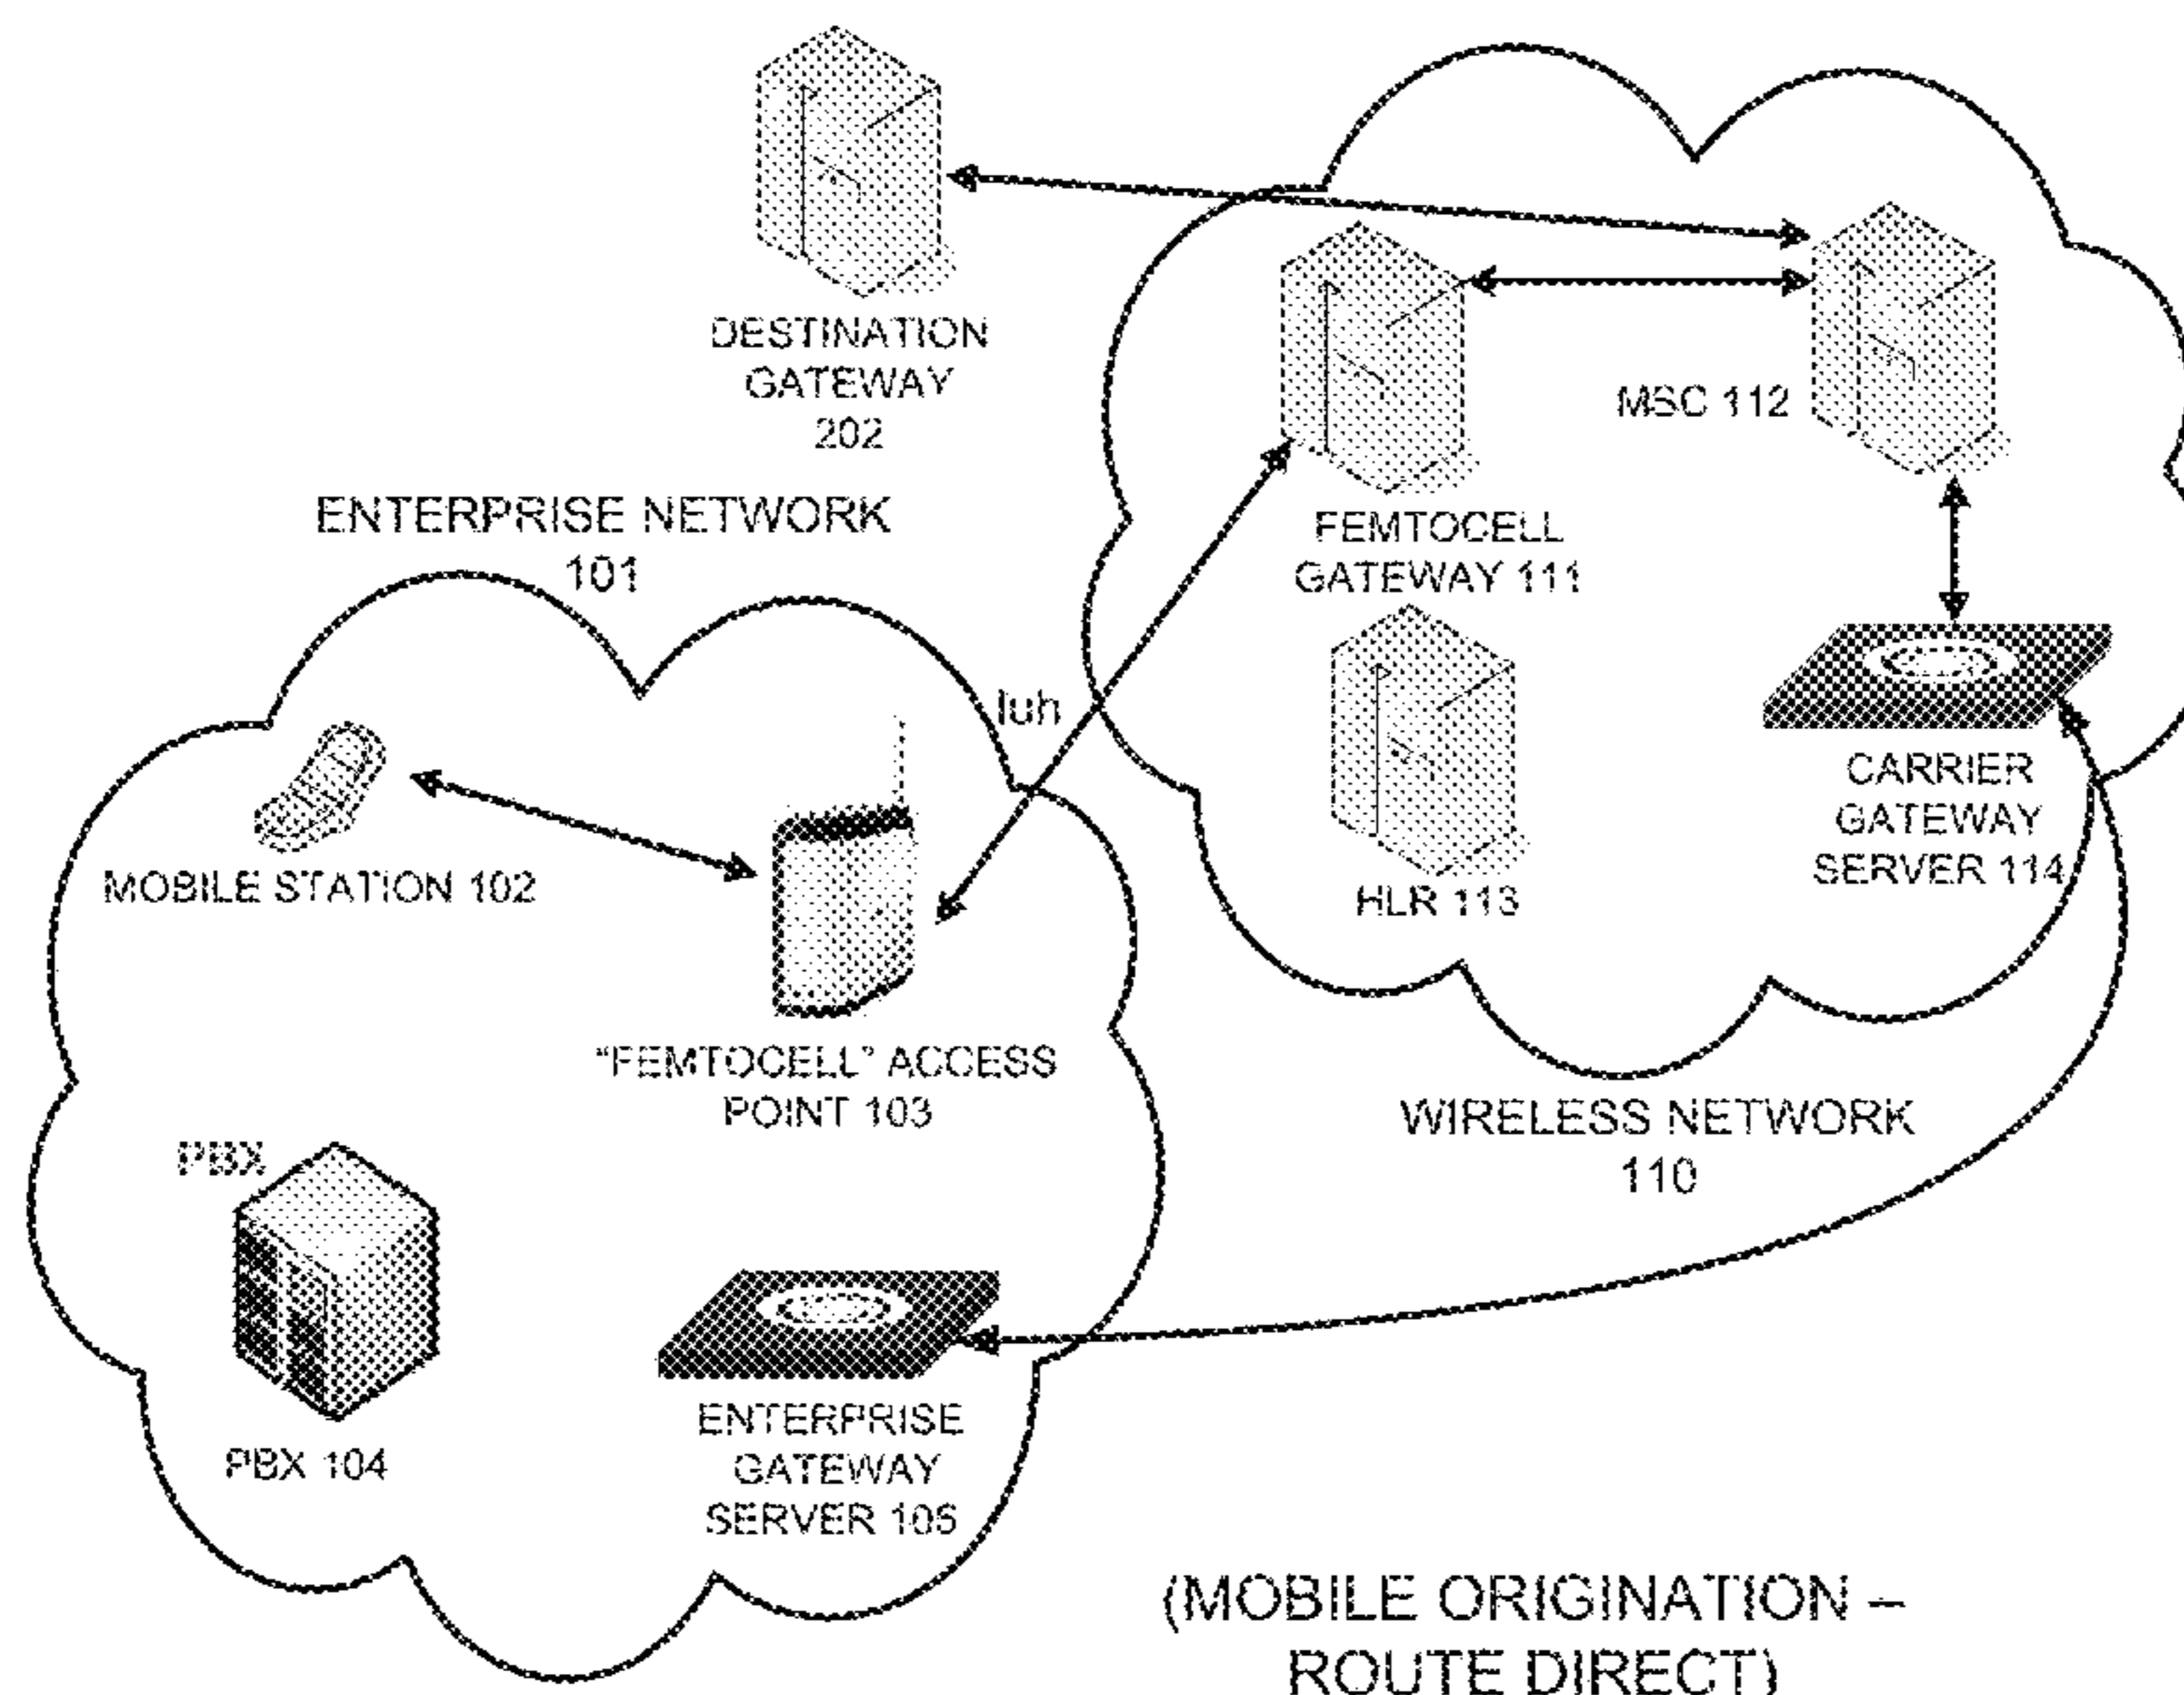 DESTINATION
GATEWAY
202
MSC 112
ENTERPRISE NETWORK
101
FEMTOCELL
GATEWAY 111
Iuh
MOBILE STATION 102
HLR 113
CARRIER
GATEWAY
SERVER 114
"FEMTOCELL" ACCESS
POINT 103
WIRELESS NETWORK
110
PBX
PBX 104
ENTERPRISE
GATEWAY
SERVER 105
(MOBILE ORIGINATION –
ROUTE DIRECT)